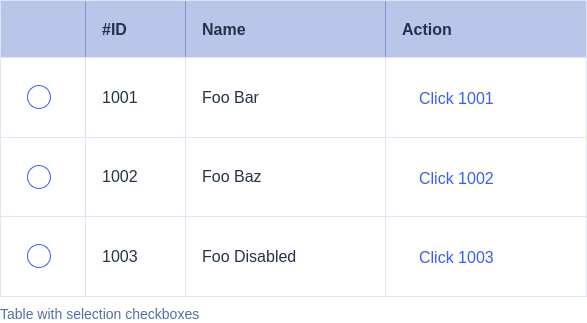 #ID Name Action
1001 Foo Bar Click 1001
1002 Foo Baz Click 1002
1003 Foo Disabled Click 1003
Table with selection checkboxes